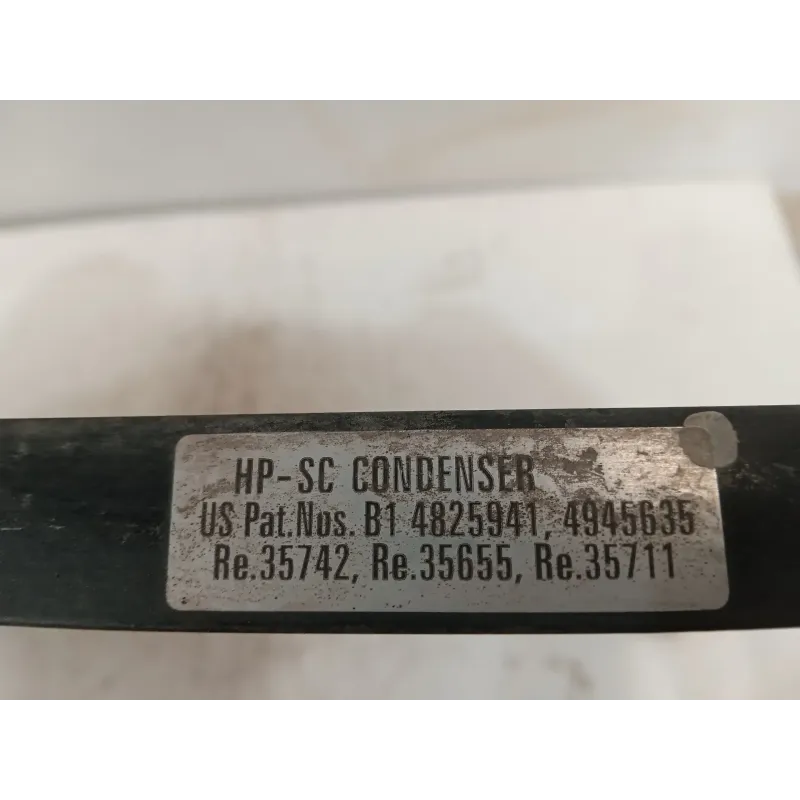 HP-SC CONDENSER
US Pat.Nos. B1 4825941, 4945635
Re.35742, Re.35655, Re.35711